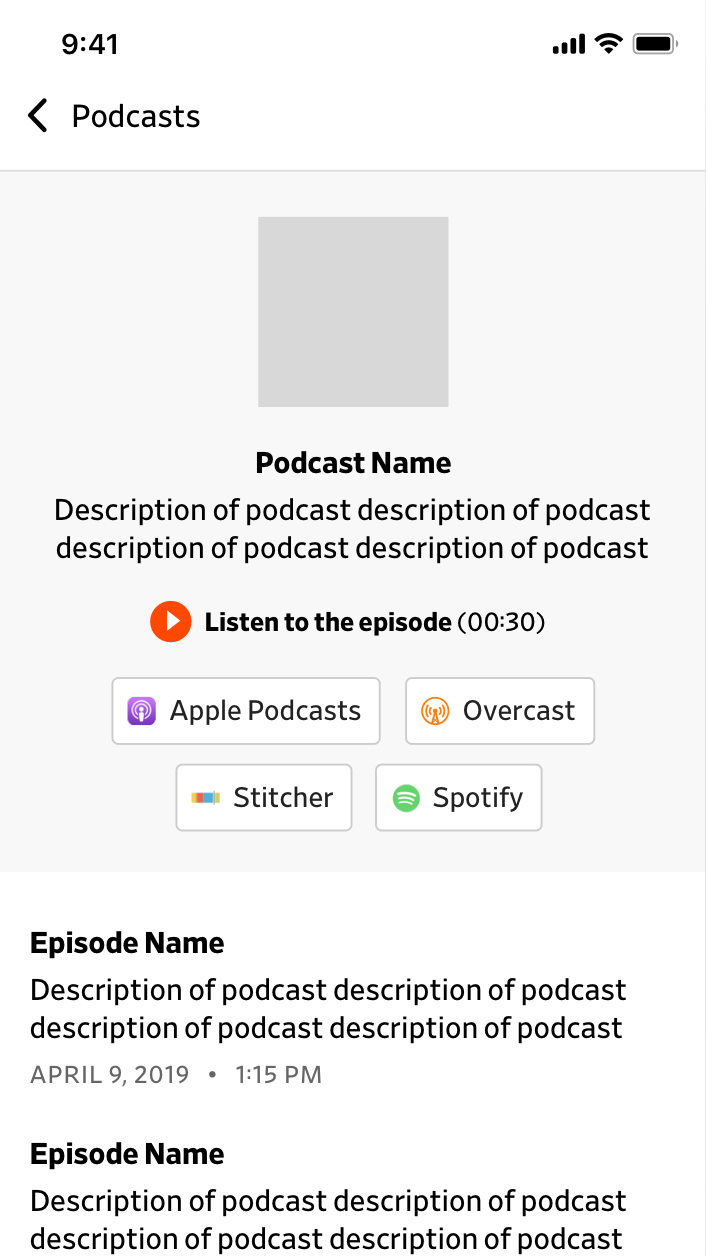 9:41
Podcasts
Podcast Name
Description of podcast description of podcast
description of podcast description of podcast
Listen to the episode (00:30)
Apple Podcasts
Overcast
Stitcher
Spotify
Episode Name
Description of podcast description of podcast
description of podcast description of podcast
APRIL 9, 2019 • 1:15 PM
Episode Name
Description of podcast description of podcast
description of podcast description of podcast